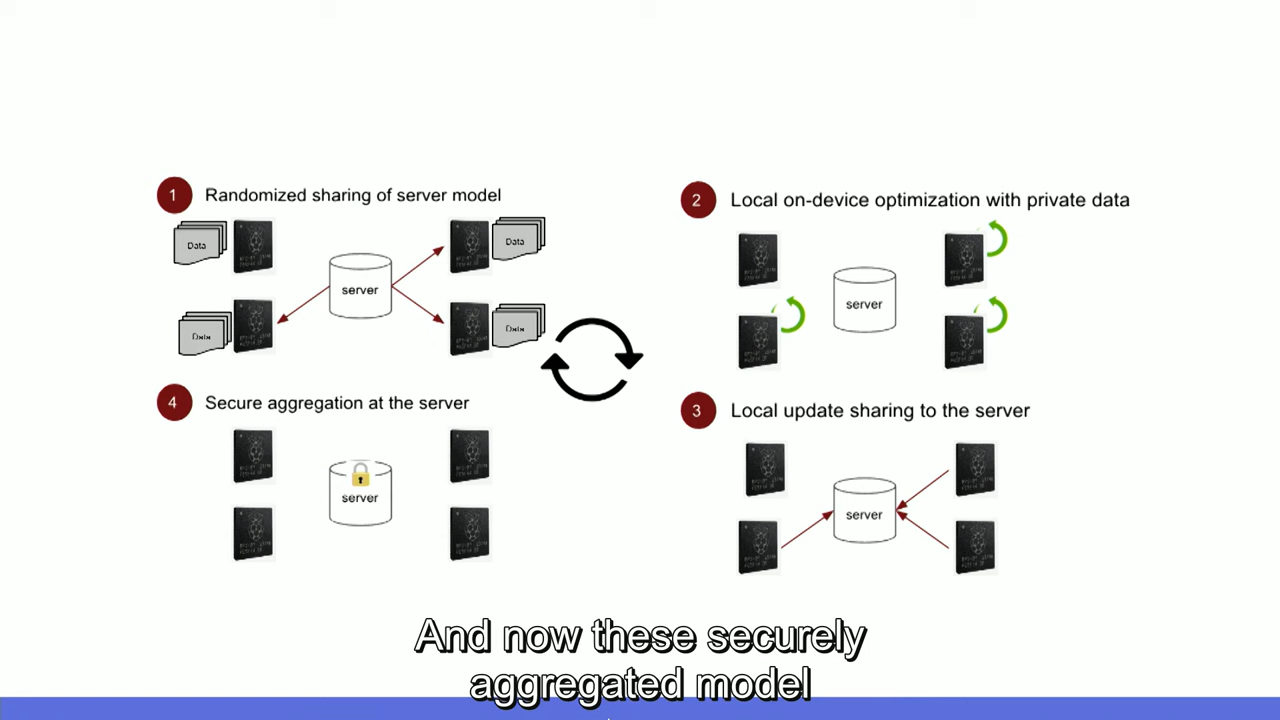 1 Randomized sharing of server model
Data
Data
server
Data
Data
2 Local on-device optimization with private data
server
4 Secure aggregation at the server
server
3 Local update sharing to the server
server
And now these securely
aggregated model